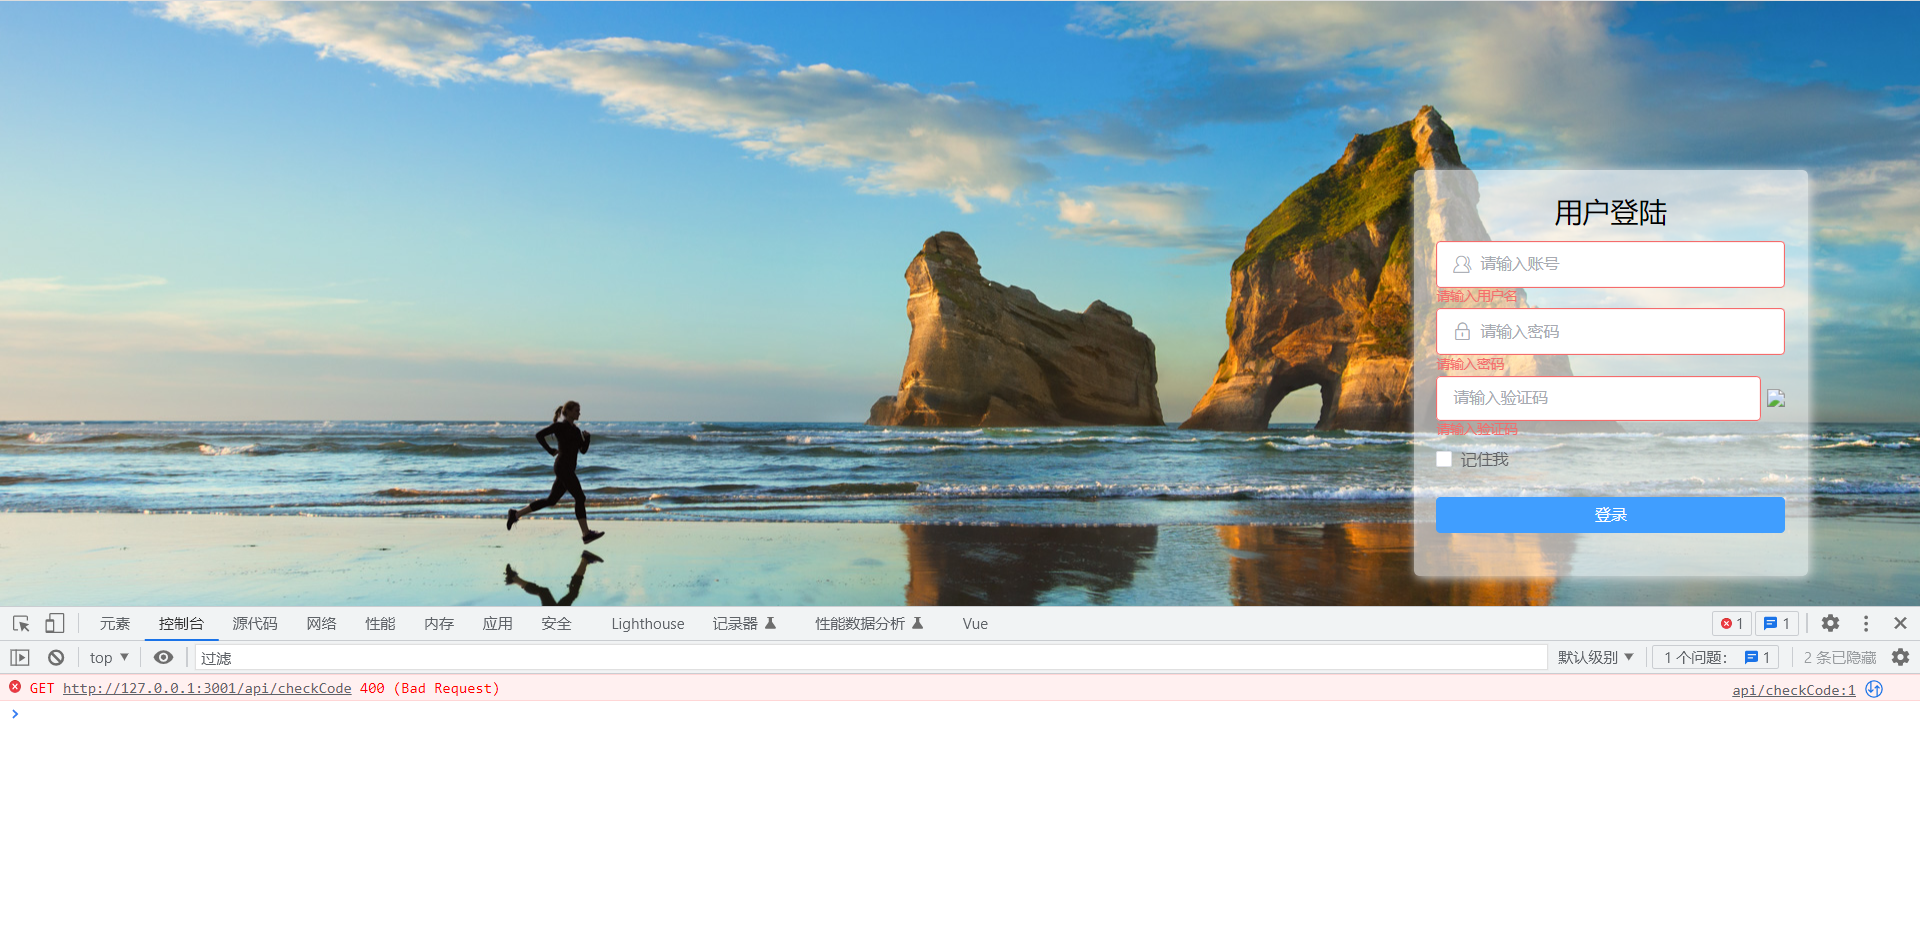 用户登陆
请输入账号
请输入用户名
请输入密码
请输入密码
请输入验证码
请输入验证码
记住我
登录
元素 控制台 源代码 网络 性能 内存 应用 安全 Lighthouse 记录器 性能数据分析 Vue 1 1
top 过滤 默认级别 1 个问题: 1 2 条已隐藏
GET http://127.0.0.1:3001/api/checkCode 400 (Bad Request) api/checkCode:1